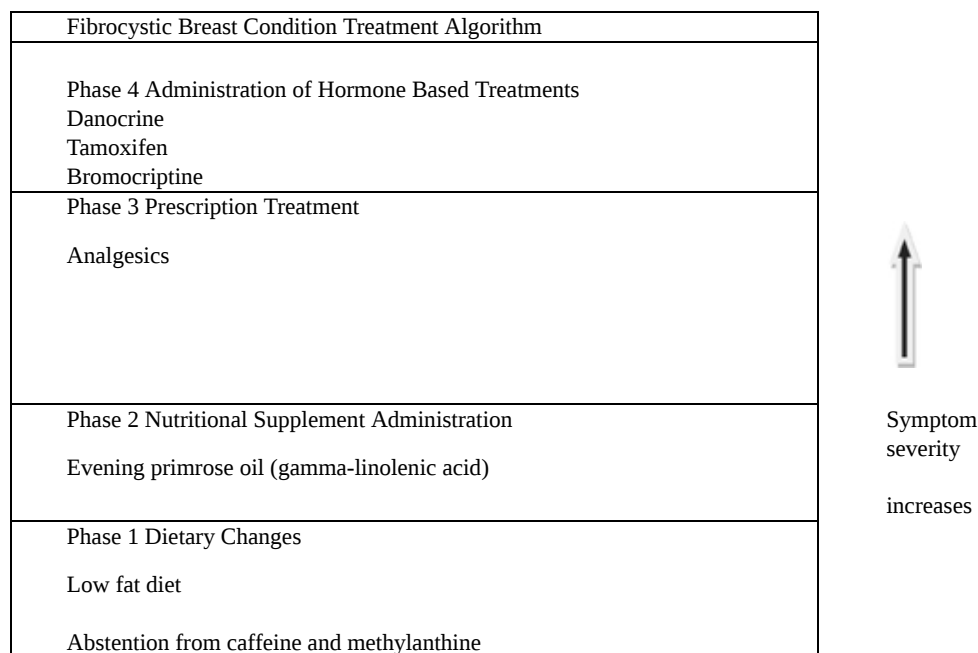 Fibrocystic Breast Condition Treatment Algorithm
Phase 4 Administration of Hormone Based Treatments
Danocrine
Tamoxifen
Bromocriptine
Phase 3 Prescription Treatment
Analgesics
Phase 2 Nutritional Supplement Administration
Evening primrose oil (gamma-linolenic acid)
Phase 1 Dietary Changes
Low fat diet
Abstention from caffeine and methylanthine
Symptom
severity
increases